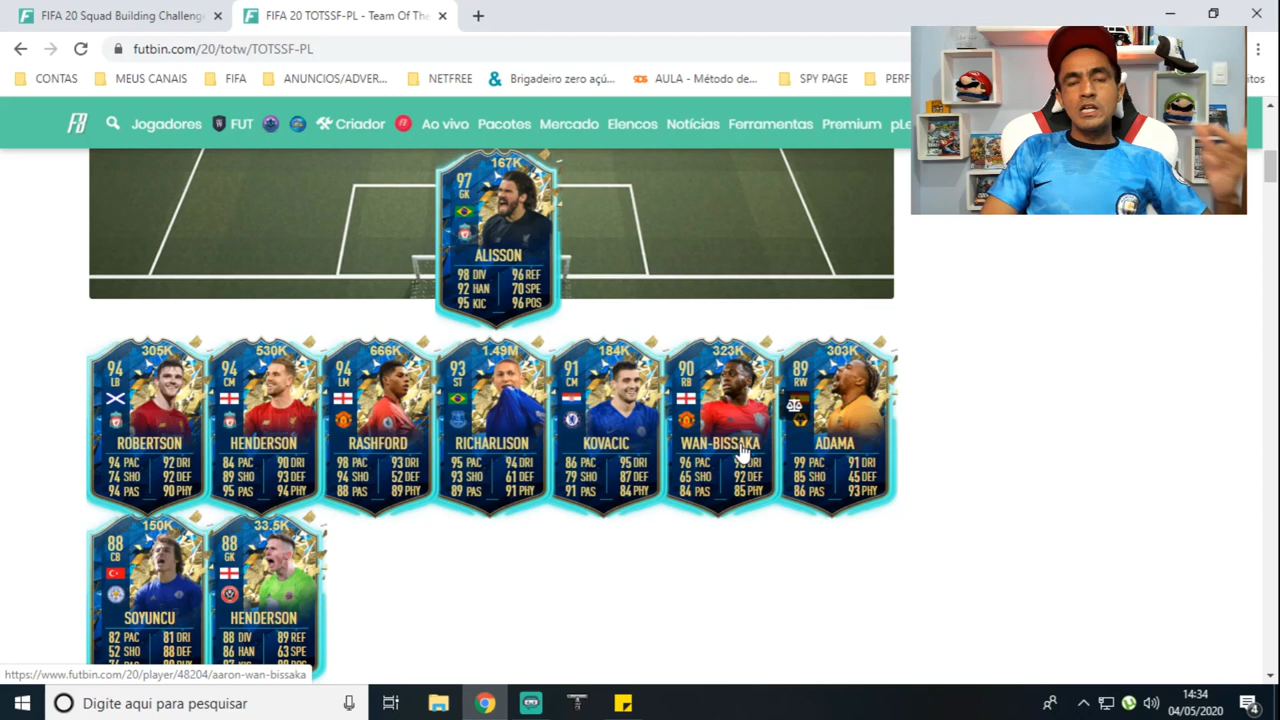 FIFA 20 Squad Building Challeng
FIFA 20 TOTSSF-PL - Team Of The
futbin.com/20/totw/TOTSSF-PL
CONTAS
MEUS CANAIS
FIFA
ANUNCIOS/ADVER...
NETFREE
Brigadeiro zero açú...
AULA - Método de...
SPY PAGE
Jogadores
FUT
Criador
Ao vivo
Pacotes
Mercado
Elencos
Notícias
Ferramentas
Premium
167K
97
GK
ALISSON
98 DIV 96 REF
92 HAN 70 SPE
95 KIC 96 POS
305K
94
LB
ROBERTSON
94 PAC 92 DRI
74 SHO 92 DEF
94 PAS 90 PHY
530K
94
CM
HENDERSON
84 PAC 90 DRI
89 SHO 93 DEF
95 PAS 94 PHY
666K
94
LM
RASHFORD
98 PAC 93 DRI
94 SHO 52 DEF
88 PAS 89 PHY
1.49M
93
ST
RICHARLISON
95 PAC 94 DRI
93 SHO 61 DEF
89 PAS 91 PHY
184K
91
CM
KOVACIC
86 PAC 95 DRI
79 SHO 87 DEF
91 PAS 84 PHY
323K
90
RB
WAN-BISSAKA
96 PAC DRI
65 SHO 92 DEF
84 PAS 85 PHY
303K
89
RW
ADAMA
99 PAC 91 DRI
85 SHO 45 DEF
86 PAS 93 PHY
150K
88
CB
SOYUNCU
82 PAC 81 DRI
52 SHO 88 DEF
33.5K
88
GK
HENDERSON
88 DIV 89 REF
86 HAN 63 SPE
https://www.futbin.com/20/player/48204/aaron-wan-bissaka
Digite aqui para pesquisar
14:34
04/05/2020
4